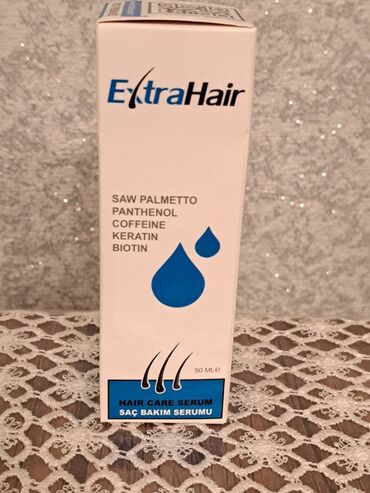 ExtraHair
SAW PALMETTO
PANTHENOL
COFFEINE
KERATIN
BIOTIN
50 ML e
HAIR CARE SERUM
SAÇ BAKIM SERUMU